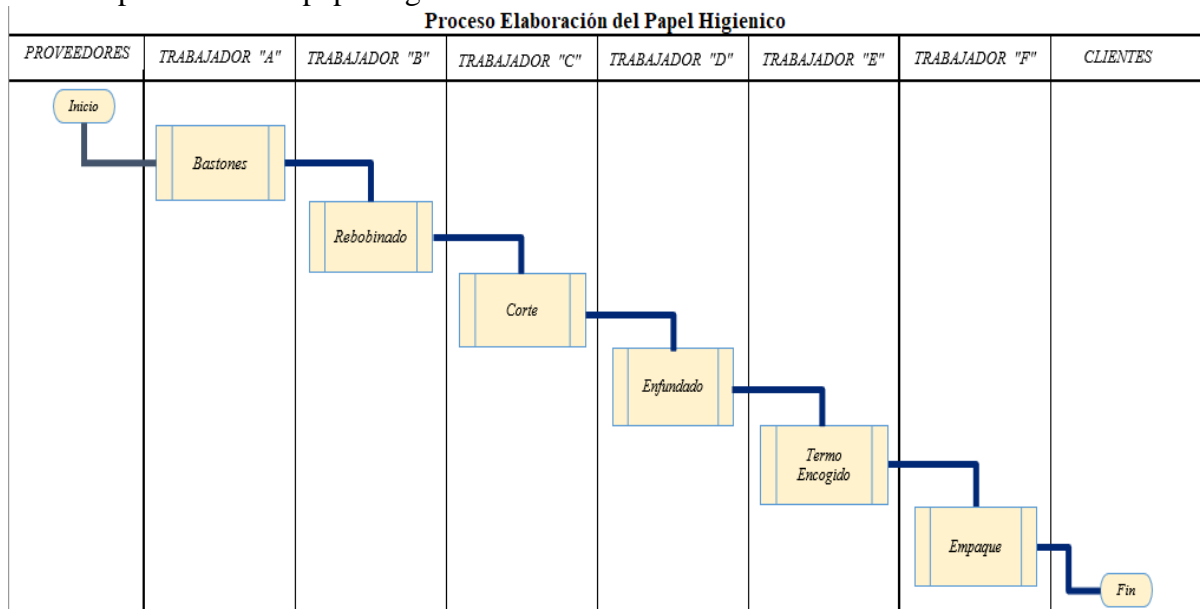 Proceso Elaboración del Papel Higienico
PROVEEDORES
TRABAJADOR "A"
TRABAJADOR "B"
TRABAJADOR "C"
TRABAJADOR "D"
TRABAJADOR "E"
TRABAJADOR "F"
CLIENTES
Inicio
Bastones
Rebobinado
Corte
Enfundado
Termo
Encogido
Empaque
Fin